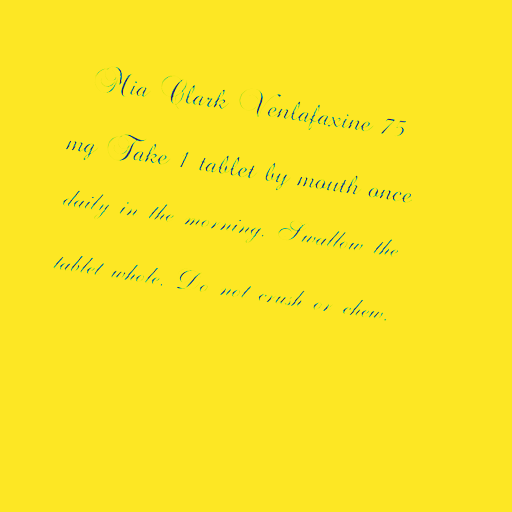 Mia Clark Venlafaxine 75
mg Take 1 tablet by mouth once
daily in the morning. Swallow the
tablet whole. Do not crush or chew.